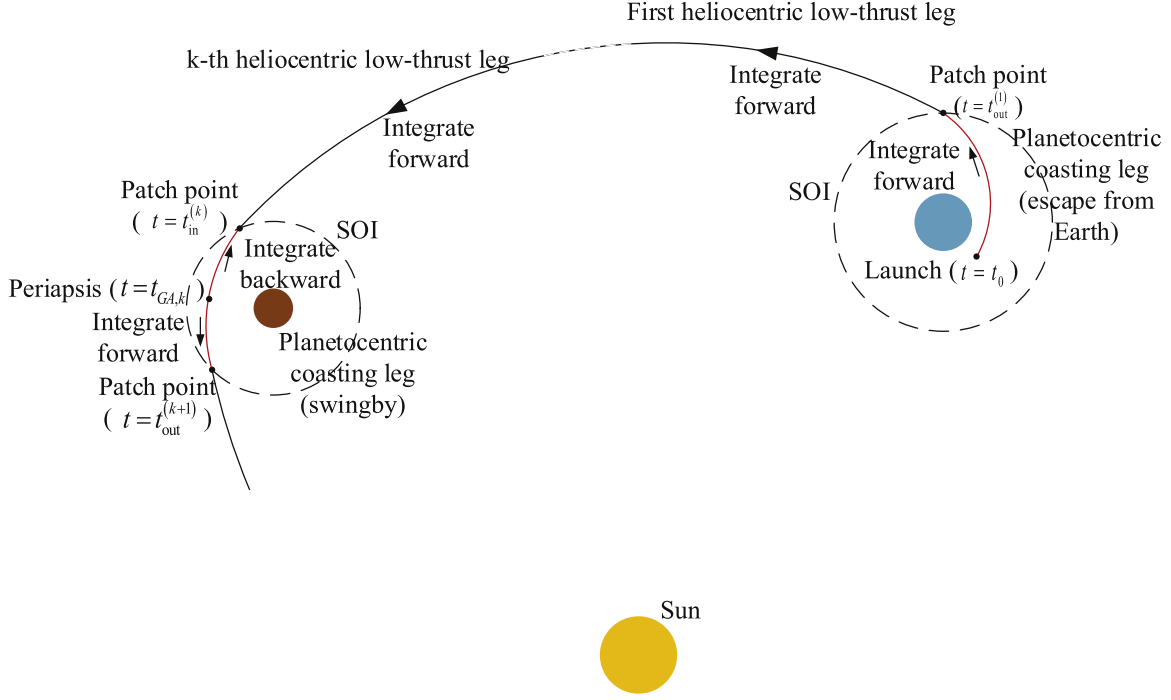 First heliocentric low-thrust leg
k-th heliocentric low-thrust leg
Integrate
forward
Integrate
forward
Patch point
(t = t_out^(1))
Planetocentric
coasting leg
(escape from
Earth)
Integrate
forward
SOI
Launch (t = t_0)
Patch point
( t = t_in^(k) )
SOI
Integrate
backward
Periapsis (t = t_GA,k)
Integrate
forward
Planetocentric
coasting leg
(swingby)
Patch point
( t = t_out^(k+1) )
Sun